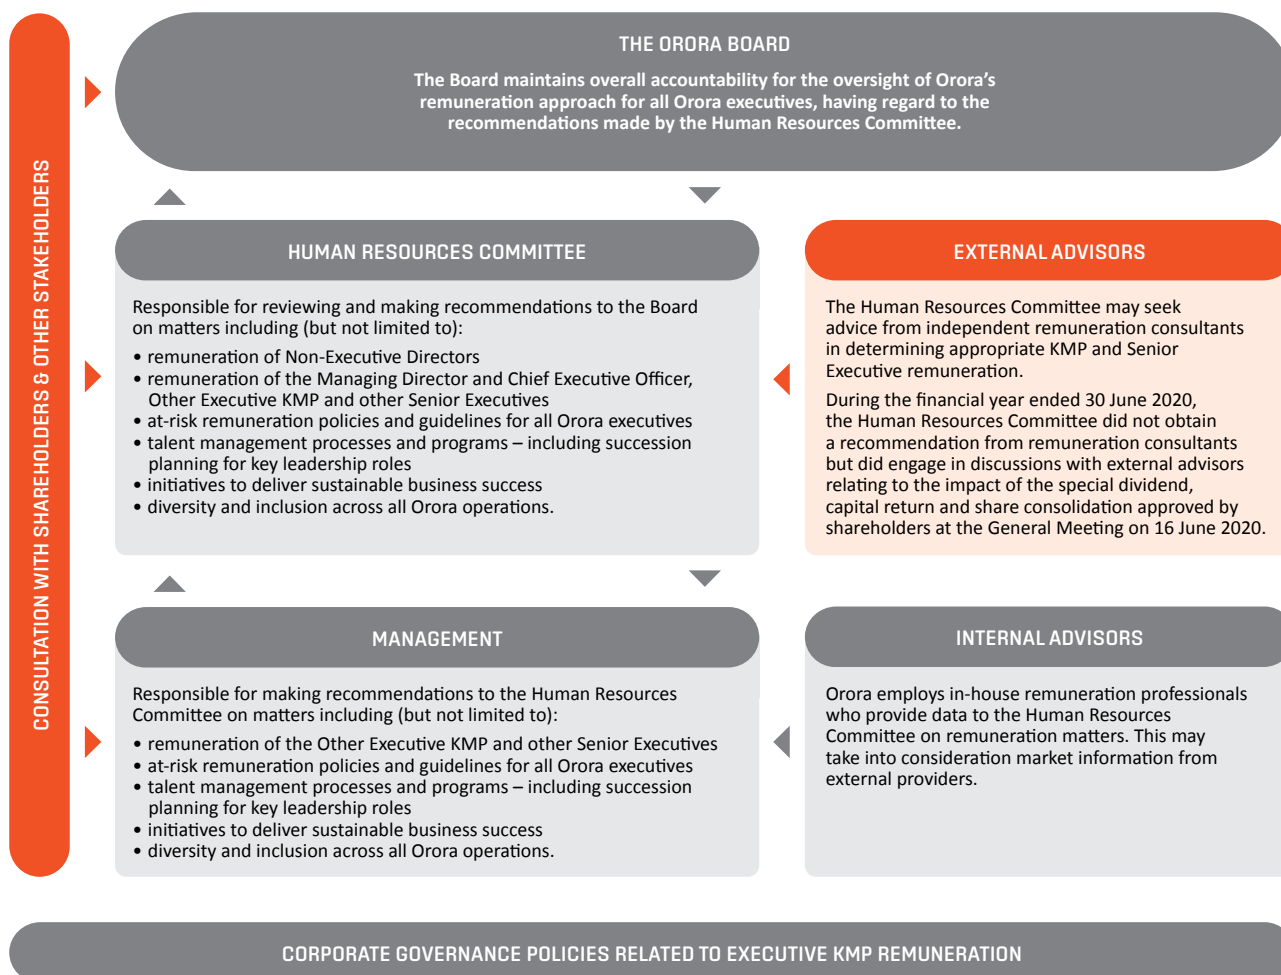 CONSULTATION WITH SHAREHOLDERS & OTHER STAKEHOLDERS
THE ORORA BOARD
The Board maintains overall accountability for the oversight of Orora's
remuneration approach for all Orora executives, having regard to the
recommendations made by the Human Resources Committee.
HUMAN RESOURCES COMMITTEE
Responsible for reviewing and making recommendations to the Board
on matters including (but not limited to):
• remuneration of Non-Executive Directors
• remuneration of the Managing Director and Chief Executive Officer,
Other Executive KMP and other Senior Executives
• at-risk remuneration policies and guidelines for all Orora executives
• talent management processes and programs – including succession
planning for key leadership roles
• initiatives to deliver sustainable business success
• diversity and inclusion across all Orora operations.
EXTERNAL ADVISORS
The Human Resources Committee may seek
advice from independent remuneration consultants
in determining appropriate KMP and Senior
Executive remuneration.
During the financial year ended 30 June 2020,
the Human Resources Committee did not obtain
a recommendation from remuneration consultants
but did engage in discussions with external advisors
relating to the impact of the special dividend,
capital return and share consolidation approved by
shareholders at the General Meeting on 16 June 2020.
MANAGEMENT
Responsible for making recommendations to the Human Resources
Committee on matters including (but not limited to):
• remuneration of the Other Executive KMP and other Senior Executives
• at-risk remuneration policies and guidelines for all Orora executives
• talent management processes and programs – including succession
planning for key leadership roles
• initiatives to deliver sustainable business success
• diversity and inclusion across all Orora operations.
INTERNAL ADVISORS
Orora employs in-house remuneration professionals
who provide data to the Human Resources
Committee on remuneration matters. This may
take into consideration market information from
external providers.
CORPORATE GOVERNANCE POLICIES RELATED TO EXECUTIVE KMP REMUNERATION